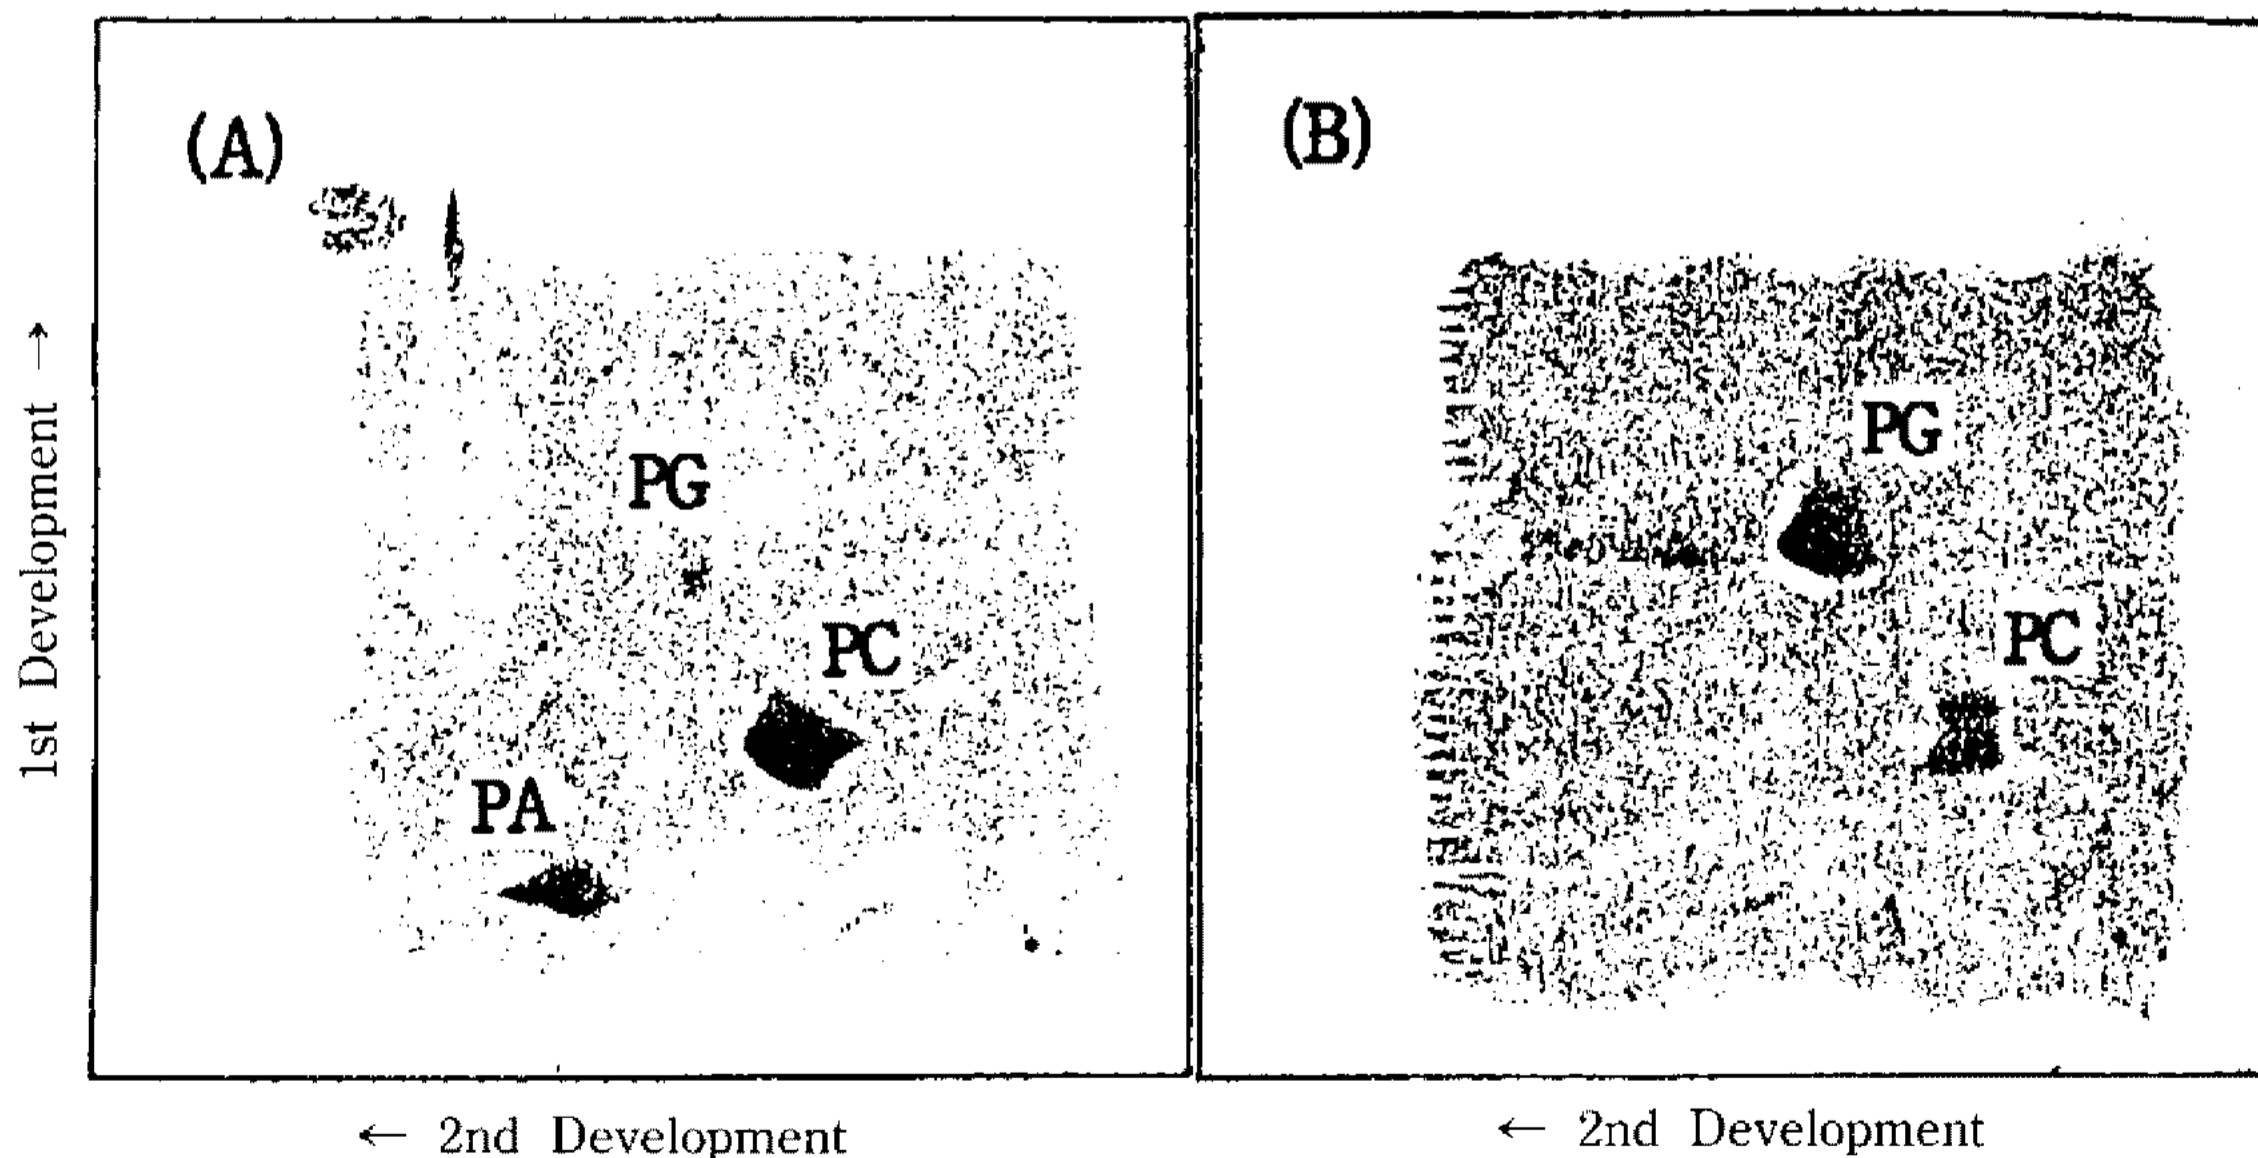 (A)
(B)
PG
PG
PC
PC
PA
1st Development →
← 2nd Development
← 2nd Development